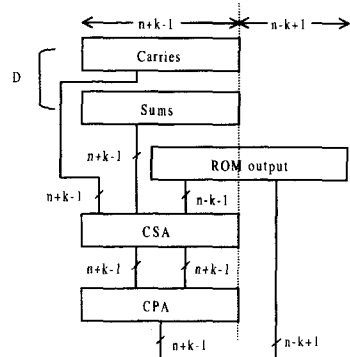 n+k-1 n-k+1
Carries
D
Sums
n+k-1
ROM output
n+k-1 n-k-1
CSA
n+k-1 n+k-1
CPA
n+k-1 n-k+1